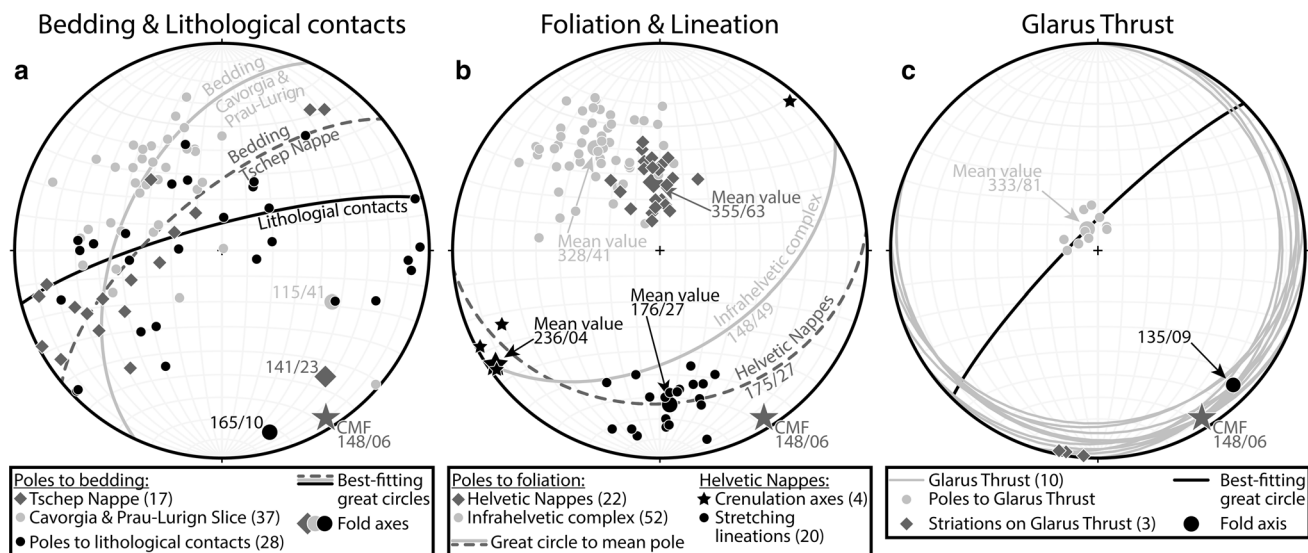 Bedding & Lithological contacts
a
Bedding
Cavorgia &
Prau-Lurign
Bedding
Tschep Nappe
Lithologial contacts
115/41
141/23
165/10
CMF
148/06
Poles to bedding:
Tschep Nappe (17)
Cavorgia & Prau-Lurign Slice (37)
Poles to lithological contacts (28)
Best-fitting
great circles
Fold axes
Foliation & Lineation
b
Mean value
355/63
Mean value
328/41
Infrahelvetic complex
148/49
Mean value
176/27
Mean value
236/04
Helvetic Nappes
175/27
CMF
148/06
Poles to foliation:
Helvetic Nappes (22)
Infrahelvetic complex (52)
Great circle to mean pole
Helvetic Nappes:
Crenulation axes (4)
Stretching
lineations (20)
Glarus Thrust
c
Mean value
333/81
135/09
CMF
148/06
Glarus Thrust (10)
Poles to Glarus Thrust
Striations on Glarus Thrust (3)
Best-fitting
great circle
Fold axis